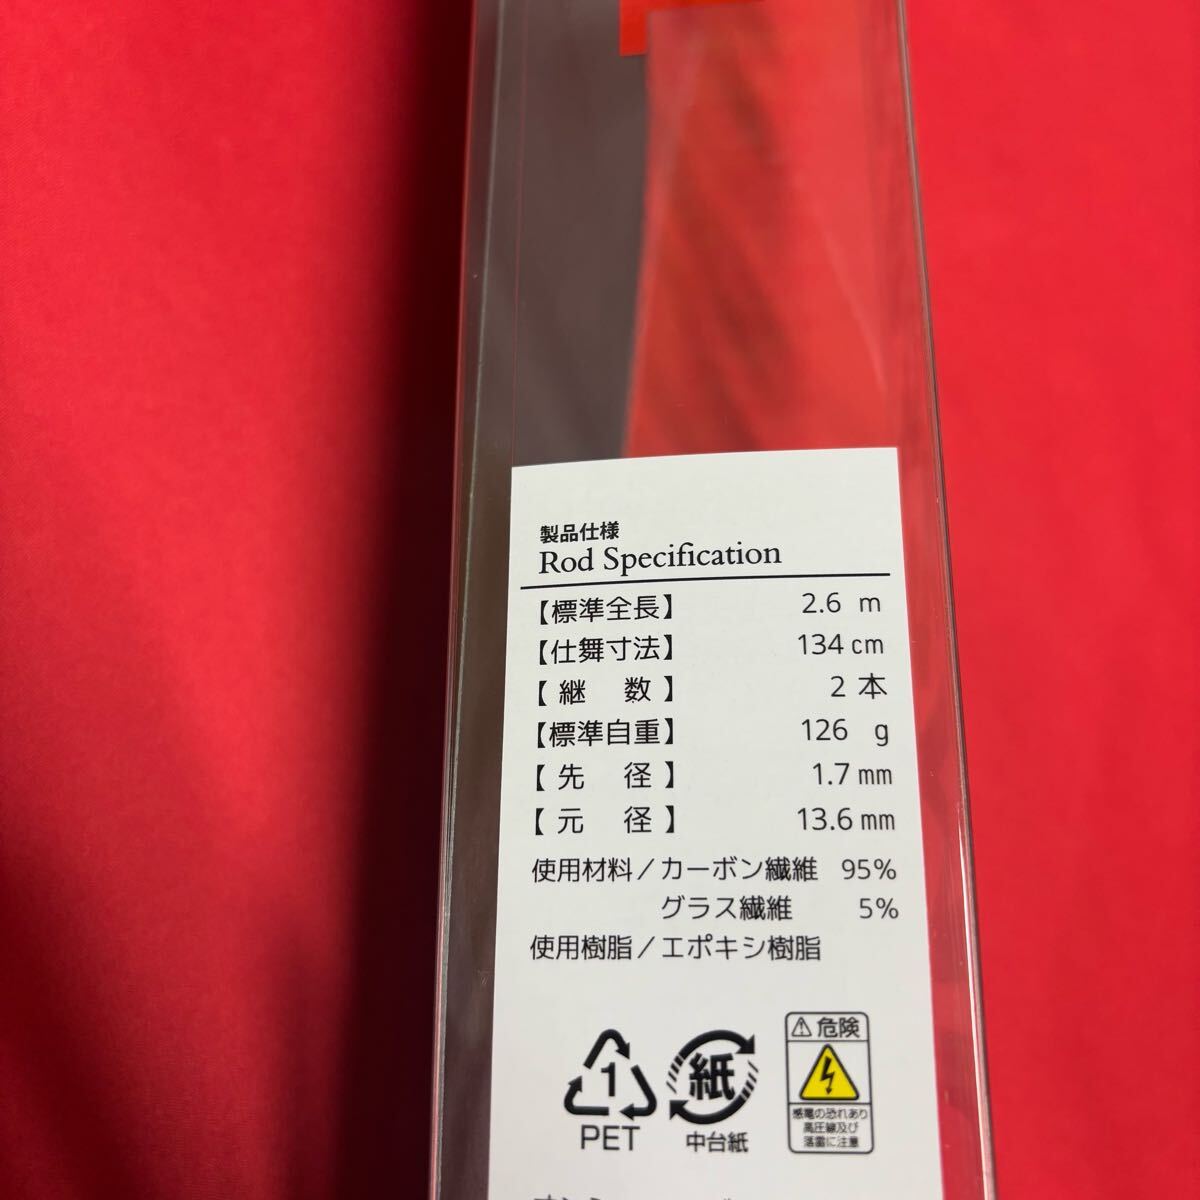 製品仕様
Rod Specification
【標準全長】 2.6 m
【仕舞寸法】 134 cm
【継　数】 2 本
【標準自重】 126 g
【先　径】 1.7 mm
【元　径】 13.6 mm
使用材料／カーボン繊維 95%
グラス繊維 5%
使用樹脂／エポキシ樹脂
1
PET
紙
中台紙
⚠危険
感電の恐れあり
高圧線及び
落雷に注意